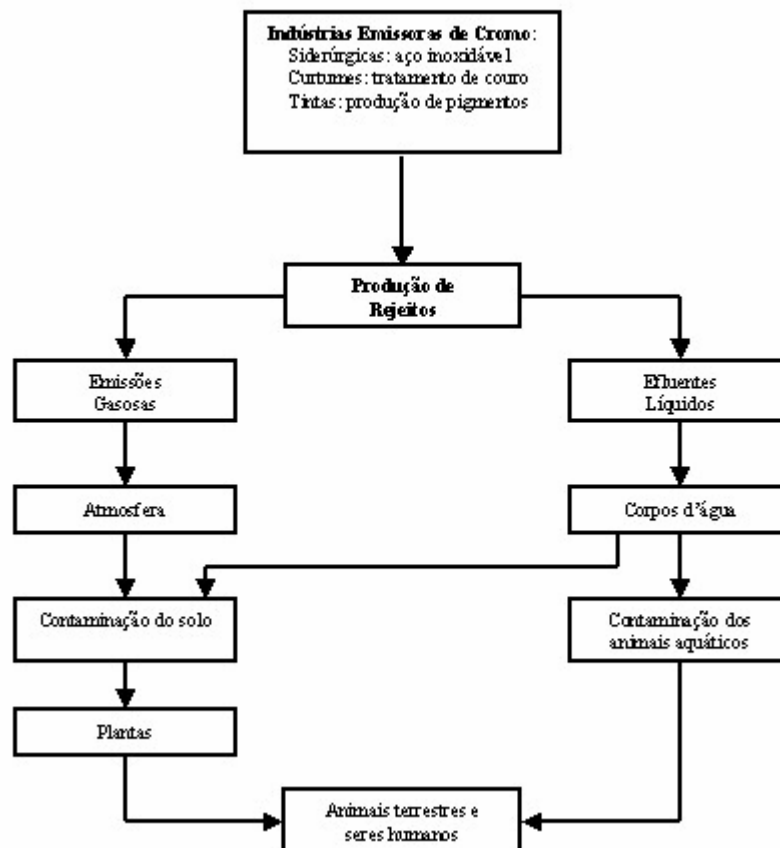 Indústrias Emissoras de Cromo:
Siderúrgicas: aço inoxidável
Curtumes: tratamento de couro
Tintas: produção de pigmentos
Produção de
Rejeitos
Emissões
Gasosas
Efluentes
Líquidos
Atmosfera
Corpos d'água
Contaminação do solo
Contaminação dos
animais aquáticos
Plantas
Animais terrestres e
seres humanos